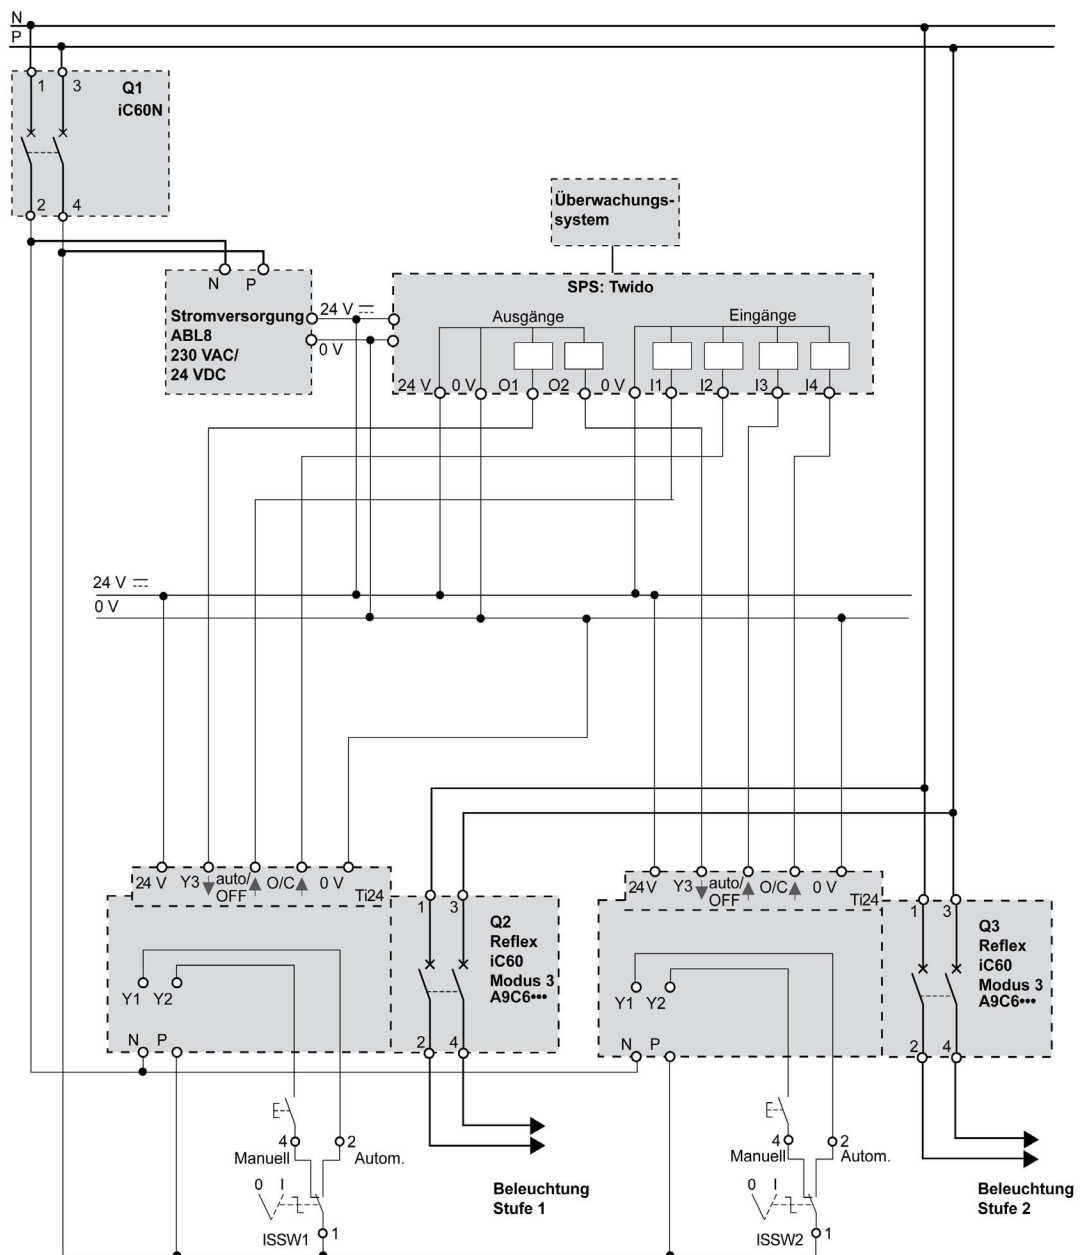 N
P
1
3
Q1
iC60N
2
4
Überwachungs-
system
N
P
SPS: Twido
Stromversorgung
ABL8
230 VAC/
24 VDC
24 V
0 V
Ausgänge
Eingänge
24 V
0 V
O1
O2
0 V
I1
I2
I3
I4
24 V
0 V
24 V
Y3
auto/
OFF
O/C
0 V
Ti24
1
3
Q2
Reflex
iC60
Modus 3
A9C6•••
Y1
Y2
N
P
2
4
24V
Y3
auto/
OFF
O/C
0 V
Ti24
1
3
Q3
Reflex
iC60
Modus 3
A9C6•••
Y1
Y2
N
P
2
4
4
2
Manuell
Autom.
0
I
ISSW1
1
Beleuchtung
Stufe 1
4
2
Manuell
Autom.
0
I
ISSW2
1
Beleuchtung
Stufe 2